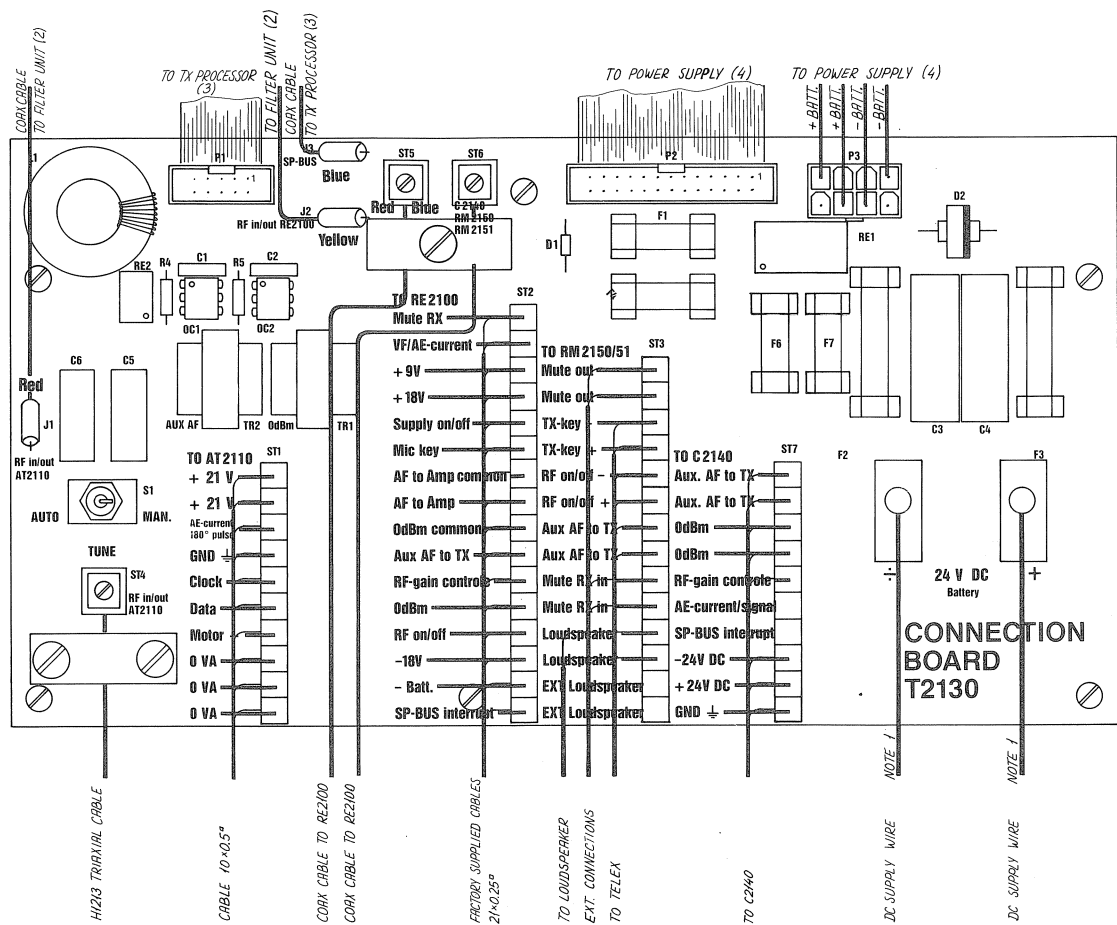 COAXCABLE
TO FILTER UNIT (2)
TO TX PROCESSOR
(3)
TO FILTER UNIT (2)
COAX CABLE
TO TX PROCESSOR (3)
TO POWER SUPPLY (4)
TO POWER SUPPLY (4)
+ BATT.
+ BATT.
- BATT.
- BATT.
P1
1
J3
SP-BUS
Blue
ST5
ST6
P2
1
P3
J2
RF in/out RE2100
Yellow
Red
Blue
C 2140
RM 2150
RM 2151
D1
F1
RE1
D2
RE2
R4
C1
R5
C2
OC1
OC2
C6
C5
Red
J1
RF in/out
AT2110
AUX AF
TR2
0dBm
TR1
F6
F7
C3
C4
F2
F3
TO RE2100
ST2
Mute RX
VF/AE-current
+ 9V
+ 18V
Supply on/off
Mic key
AF to Amp common
AF to Amp
0dBm common
Aux AF to TX
RF-gain controle
0dBm
RF on/off
-18V
- Batt.
SP-BUS interrupt
TO RM 2150/51
ST3
Mute out
Mute out
TX-key -
TX-key +
RF on/off -
RF on/off +
Aux AF to TX
Aux AF to TX
Mute RX in
Mute RX in
Loudspeaker
Loudspeaker
EXT Loudspeaker
EXT Loudspeaker
TO C2140
ST7
Aux. AF to TX
Aux. AF to TX
0dBm
0dBm
RF-gain controle
AE-current/signal
SP-BUS interrupt
-24V DC
+ 24V DC
GND
TO AT2110
ST1
+ 21 V
+ 21 V
AE-current
180° pulse
GND
Clock
Data
Motor
0 VA
0 VA
0 VA
S1
AUTO
MAN.
TUNE
ST4
RF in/out
AT2110
÷
24 V DC
Battery
+
CONNECTION
BOARD
T2130
H1213 TRIAXIAL CABLE
CABLE 10×0.5□
COAX CABLE TO RE2100
COAX CABLE TO RE2100
FACTORY SUPPLIED CABLES
21×0.25□
TO LOUDSPEAKER
EXT. CONNECTIONS
TO TELEX
TO C2140
NOTE 1
DC SUPPLY WIRE
NOTE 1
DC SUPPLY WIRE